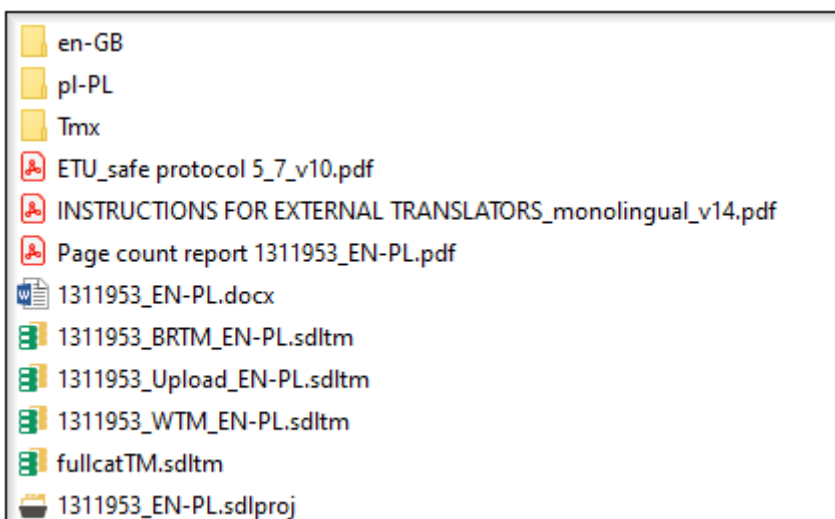 en-GB
pl-PL
Tmx
ETU_safe protocol 5_7_v10.pdf
INSTRUCTIONS FOR EXTERNAL TRANSLATORS_monolingual_v14.pdf
Page count report 1311953_EN-PL.pdf
1311953_EN-PL.docx
1311953_BRTM_EN-PL.sdltm
1311953_Upload_EN-PL.sdltm
1311953_WTM_EN-PL.sdltm
fullcatTM.sdltm
1311953_EN-PL.sdlproj